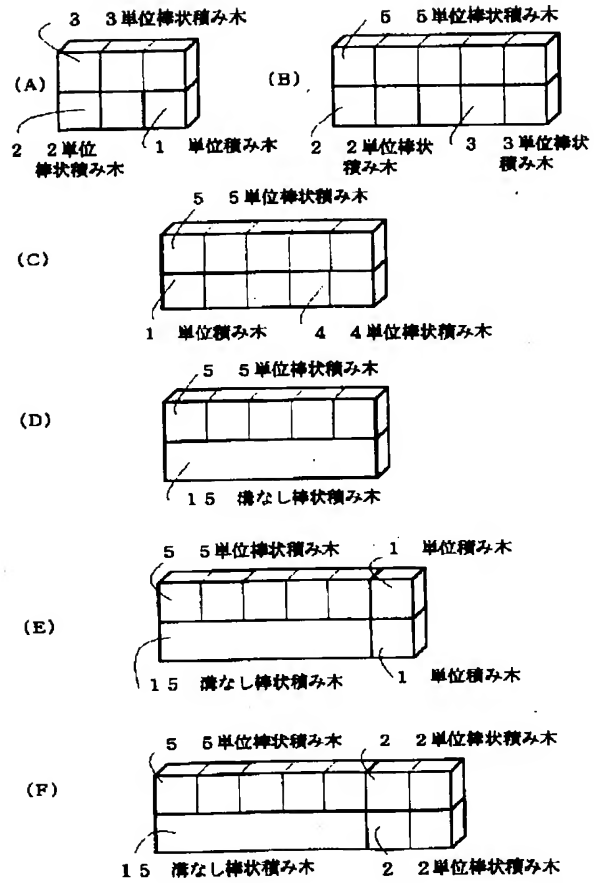 3 3単位棒状積み木
(A)
2 2単位
棒状積み木
1 単位積み木
5 5単位棒状積み木
(B)
2 2単位棒状
積み木
3 3単位棒状
積み木
5 5単位棒状積み木
(C)
1 単位積み木
4 4単位棒状積み木
5 5単位棒状積み木
(D)
15 溝なし棒状積み木
5 5単位棒状積み木
1 単位積み木
(E)
15 溝なし棒状積み木
1 単位積み木
5 5単位棒状積み木
2 2単位棒状積み木
(F)
15 溝なし棒状積み木
2 2単位棒状積み木